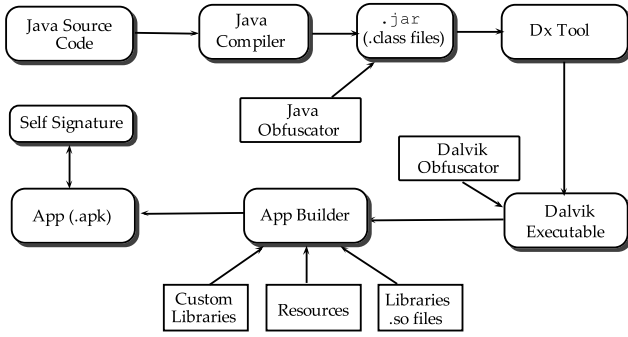 Java Source
Code
Java
Compiler
.jar
(.class files)
Dx Tool
Java
Obfuscator
Self Signature
Dalvik
Obfuscator
App (.apk)
App Builder
Dalvik
Executable
Custom
Libraries
Resources
Libraries
.so files